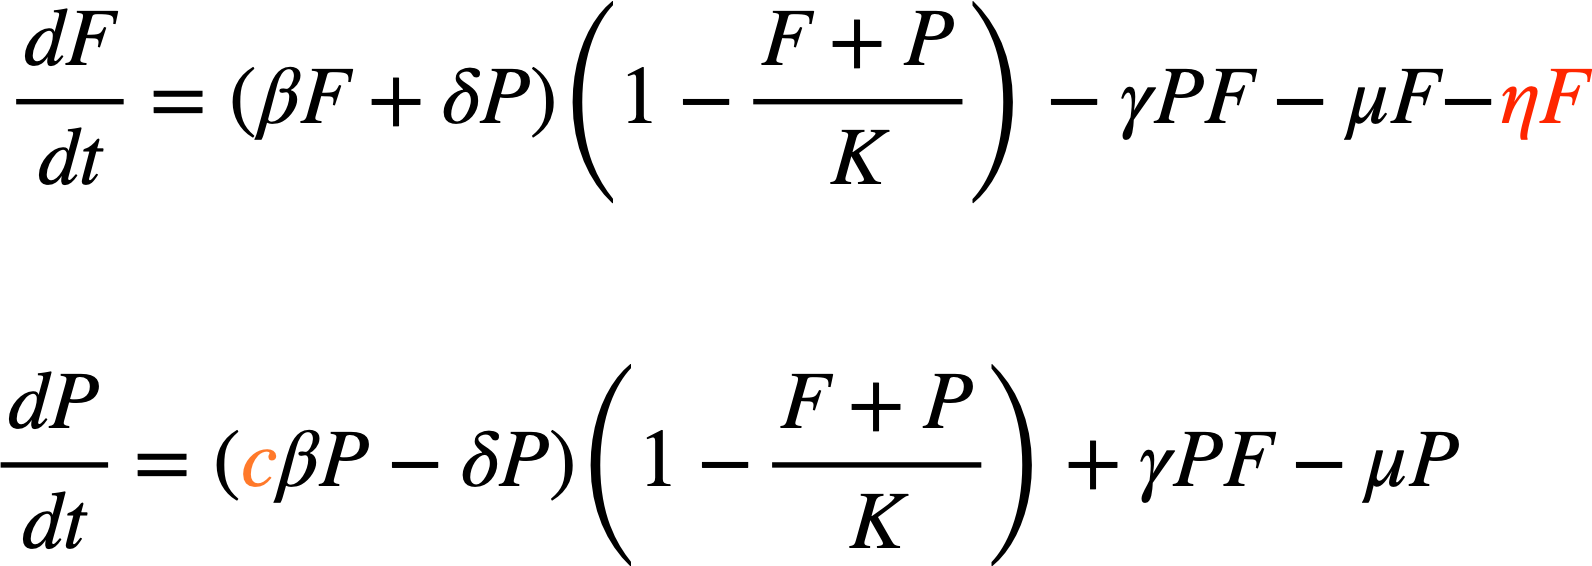 dF/dt = (βF + δP)(1 − (F + P)/K) − γPF − μF−ηF
dP/dt = (cβP − δP)(1 − (F + P)/K) + γPF − μP